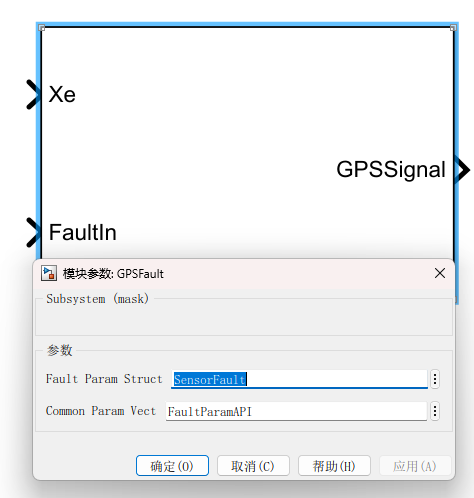 Xe
GPSSignal
FaultIn
模块参数: GPSFault
Subsystem (mask)
参数
Fault Param Struct SensorFault
Common Param Vect FaultParamAPI
确定(O) 取消(C) 帮助(H) 应用(A)